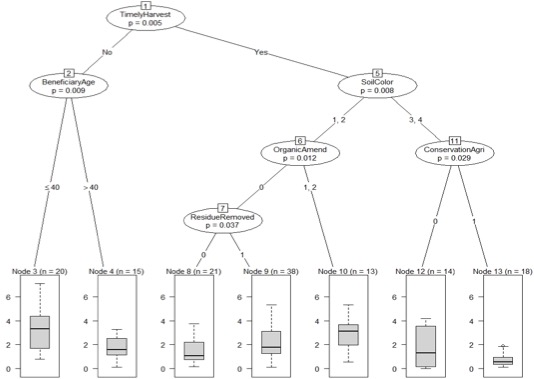 1
TimelyHarvest
p = 0.005
No
Yes
2
BeneficiaryAge
p = 0.009
5
SoilColor
p = 0.008
1, 2
3, 4
6
OrganicAmend
p = 0.012
11
ConservationAgri
p = 0.029
≤ 40
> 40
0
1, 2
7
ResidueRemoved
p = 0.037
0
1
0
1
Node 3 (n = 20)
Node 4 (n = 15)
Node 8 (n = 21)
Node 9 (n = 38)
Node 10 (n = 13)
Node 12 (n = 14)
Node 13 (n = 18)
6 6 6 6 6 6 6
4 4 4 4 4 4 4
2 2 2 2 2 2 2
0 0 0 0 0 0 0